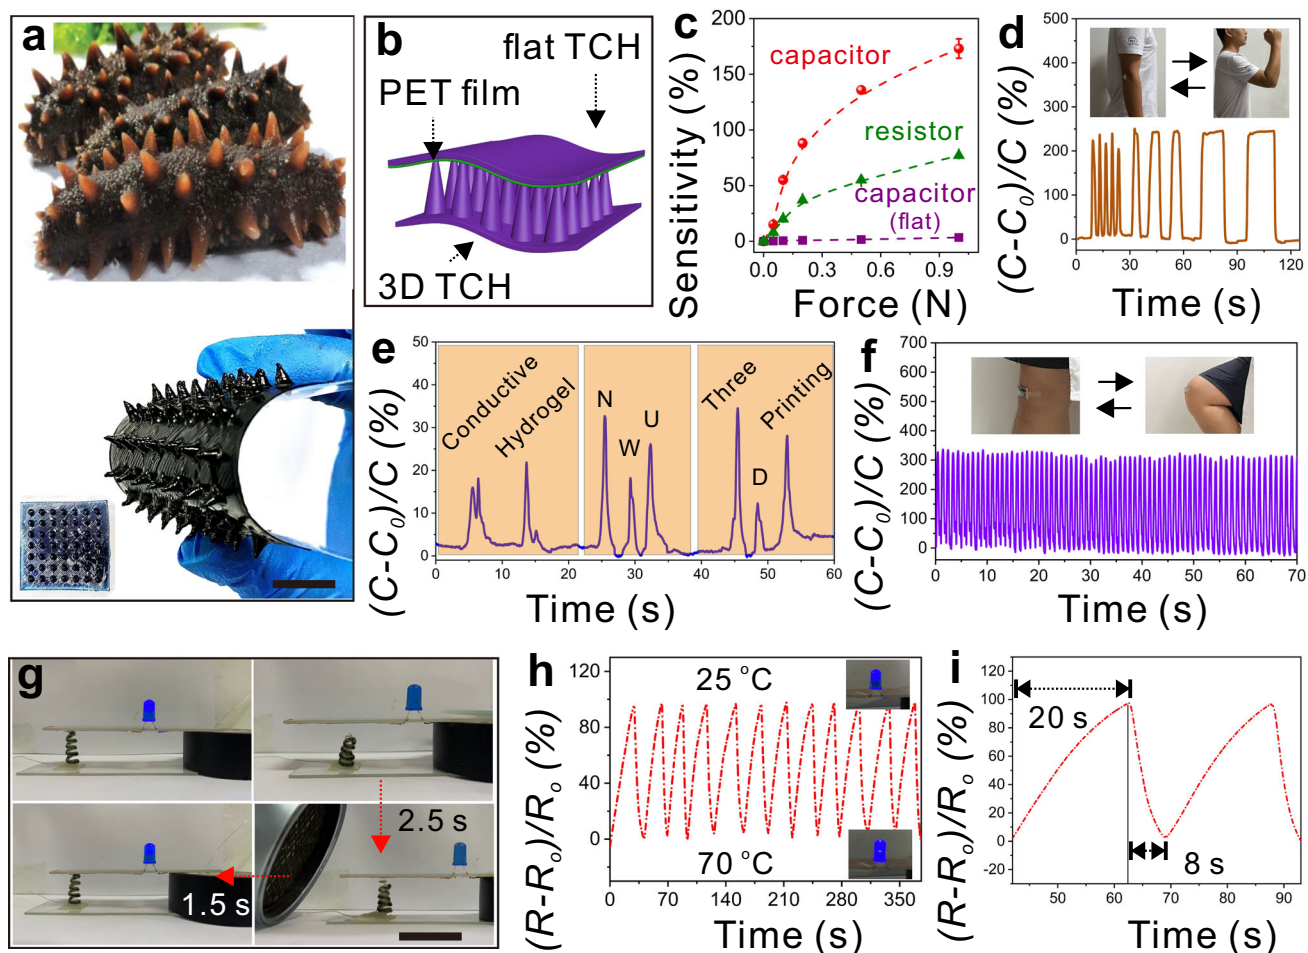 a
b
flat TCH
PET film
3D TCH
c
Sensitivity (%)
200
150
100
50
0
capacitor
resistor
capacitor
(flat)
0.0 0.3 0.6 0.9
Force (N)
d
(C-C0)/C (%)
500
400
300
200
100
0
0 30 60 90 120
Time (s)
e
(C-C0)/C (%)
50
40
30
20
10
0
Conductive
Hydrogel
N
W
U
Three
D
Printing
0 10 20 30 40 50 60
Time (s)
f
(C-C0)/C (%)
700
600
500
400
300
200
100
0
0 10 20 30 40 50 60 70
Time (s)
g
2.5 s
1.5 s
h
(R-Ro)/Ro (%)
120
80
40
0
25 °C
70 °C
0 70 140 210 280 350
Time (s)
i
(R-Ro)/Ro (%)
120
100
80
60
40
20
0
-20
20 s
8 s
50 60 70 80 90
Time (s)